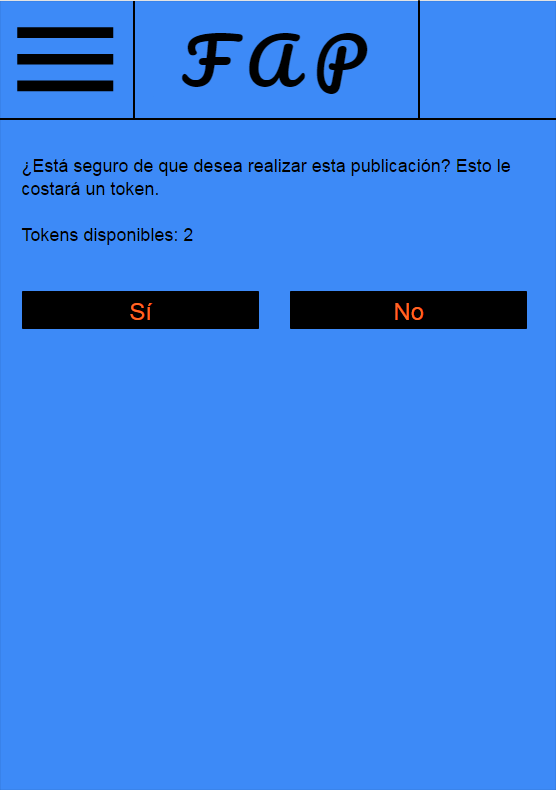 FAP
¿Está seguro de que desea realizar esta publicación? Esto le
costará un token.
Tokens disponibles: 2
Sí
No